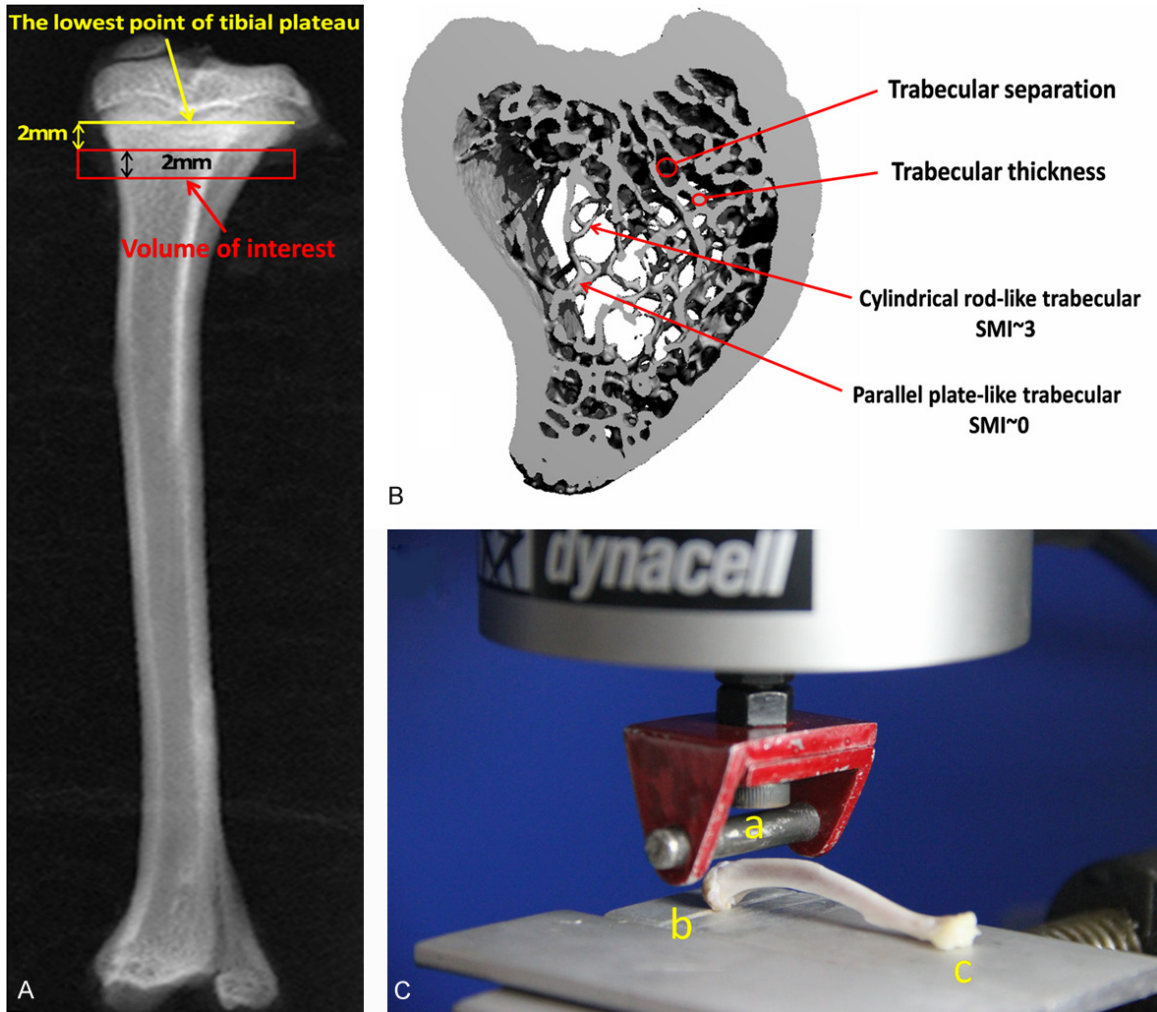 The lowest point of tibial plateau
2mm
2mm
Volume of interest
A
Trabecular separation
Trabecular thickness
Cylindrical rod-like trabecular
SMI~3
Parallel plate-like trabecular
SMI~0
B
dynacell
a
b
c
C